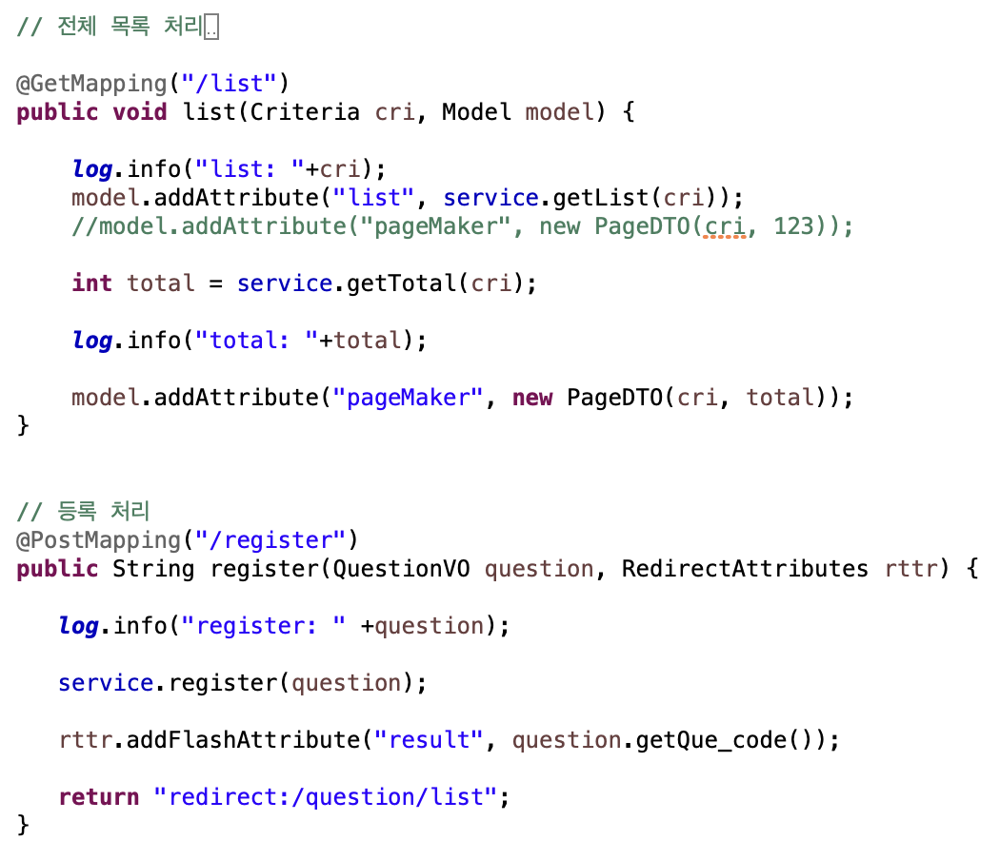 // 전체 목록 처리..
@GetMapping("/list")
public void list(Criteria cri, Model model) {
log.info("list: "+cri);
model.addAttribute("list", service.getList(cri));
//model.addAttribute("pageMaker", new PageDTO(cri, 123));
int total = service.getTotal(cri);
log.info("total: "+total);
model.addAttribute("pageMaker", new PageDTO(cri, total));
}
// 등록 처리
@PostMapping("/register")
public String register(QuestionVO question, RedirectAttributes rttr) {
log.info("register: " +question);
service.register(question);
rttr.addFlashAttribute("result", question.getQue_code());
return "redirect:/question/list";
}